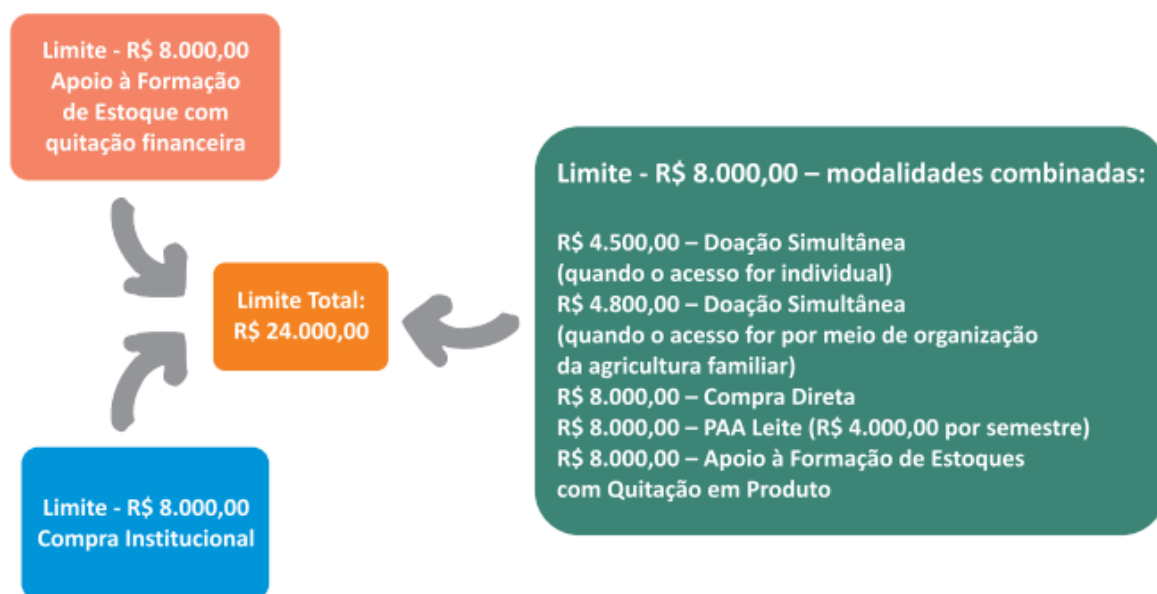 Limite - R$ 8.000,00
Apoio à Formação
de Estoque com
quitação financeira
Limite Total:
R$ 24.000,00
Limite - R$ 8.000,00
Compra Institucional
Limite - R$ 8.000,00 – modalidades combinadas:
R$ 4.500,00 – Doação Simultânea
(quando o acesso for individual)
R$ 4.800,00 – Doação Simultânea
(quando o acesso for por meio de organização
da agricultura familiar)
R$ 8.000,00 – Compra Direta
R$ 8.000,00 – PAA Leite (R$ 4.000,00 por semestre)
R$ 8.000,00 – Apoio à Formação de Estoques
com Quitação em Produto